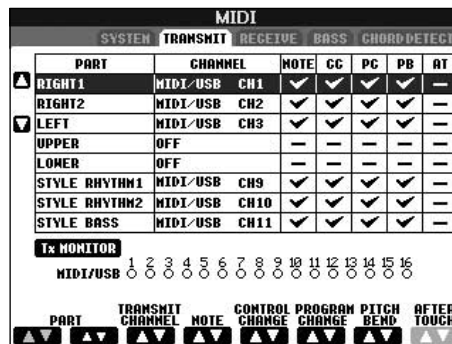 MIDI
SYSTEM TRANSMIT RECEIVE BASS CHORD DETECT
PART CHANNEL NOTE CC PC PB AT
RIGHT1 MIDI/USB CH1
RIGHT2 MIDI/USB CH2
LEFT MIDI/USB CH3
UPPER OFF
LOWER OFF
STYLE RHYTHM1 MIDI/USB CH9
STYLE RHYTHM2 MIDI/USB CH10
STYLE BASS MIDI/USB CH11
Tx MONITOR
MIDI/USB 1 2 3 4 5 6 7 8 9 10 11 12 13 14 15 16
PART TRANSMIT CHANNEL NOTE CONTROL CHANGE PROGRAM CHANGE PITCH BEND AFTER TOUCH